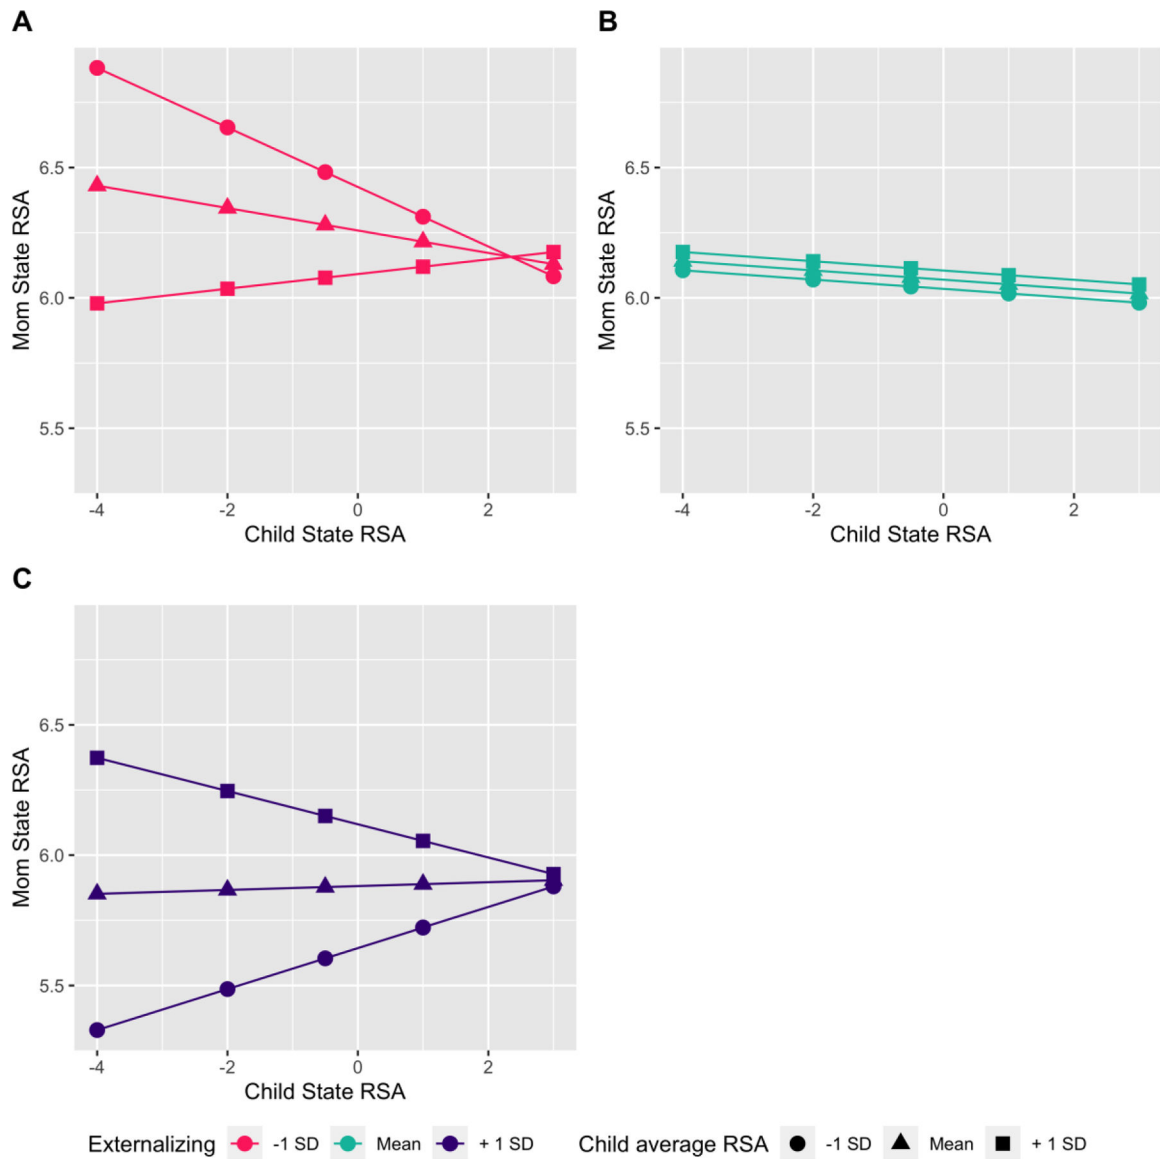 A
B
6.5
6.0
5.5
Mom State RSA
-4 -2 0 2
Child State RSA
6.5
6.0
5.5
Mom State RSA
-4 -2 0 2
Child State RSA
C
6.5
6.0
5.5
Mom State RSA
-4 -2 0 2
Child State RSA
Externalizing -1 SD Mean + 1 SD Child average RSA -1 SD Mean + 1 SD